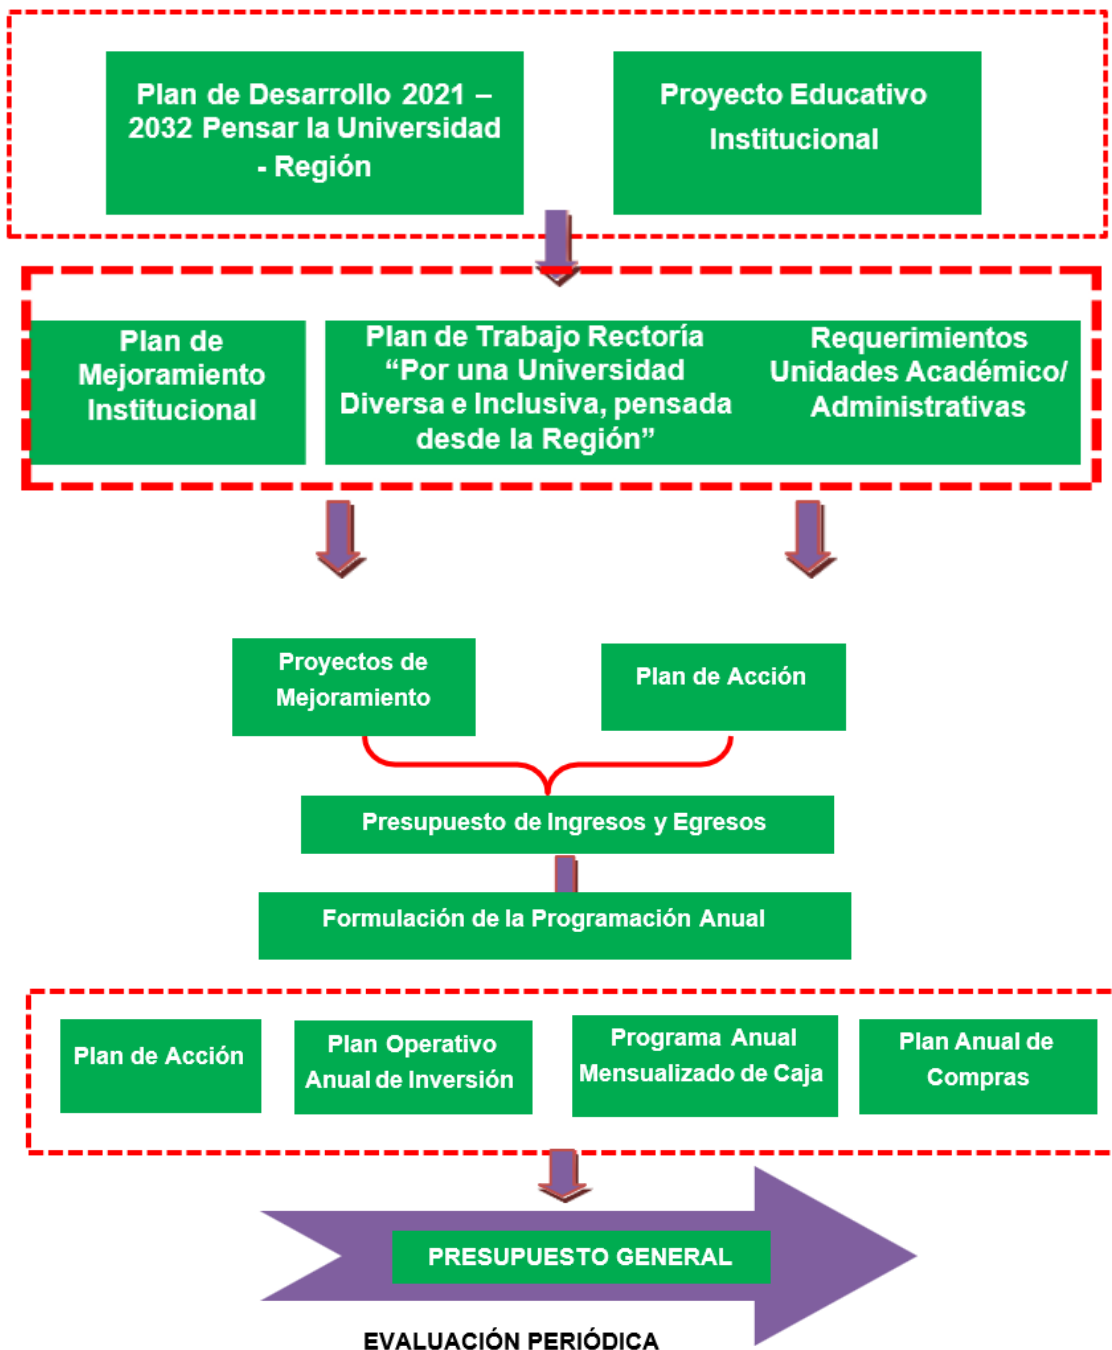 Plan de Desarrollo 2021 –
2032 Pensar la Universidad
- Región
Proyecto Educativo
Institucional
Plan de
Mejoramiento
Institucional
Plan de Trabajo Rectoría
“Por una Universidad
Diversa e Inclusiva, pensada
desde la Región”
Requerimientos
Unidades Académico/
Administrativas
Proyectos de
Mejoramiento
Plan de Acción
Presupuesto de Ingresos y Egresos
Formulación de la Programación Anual
Plan de Acción
Plan Operativo
Anual de Inversión
Programa Anual
Mensualizado de Caja
Plan Anual de
Compras
PRESUPUESTO GENERAL
EVALUACIÓN PERIÓDICA